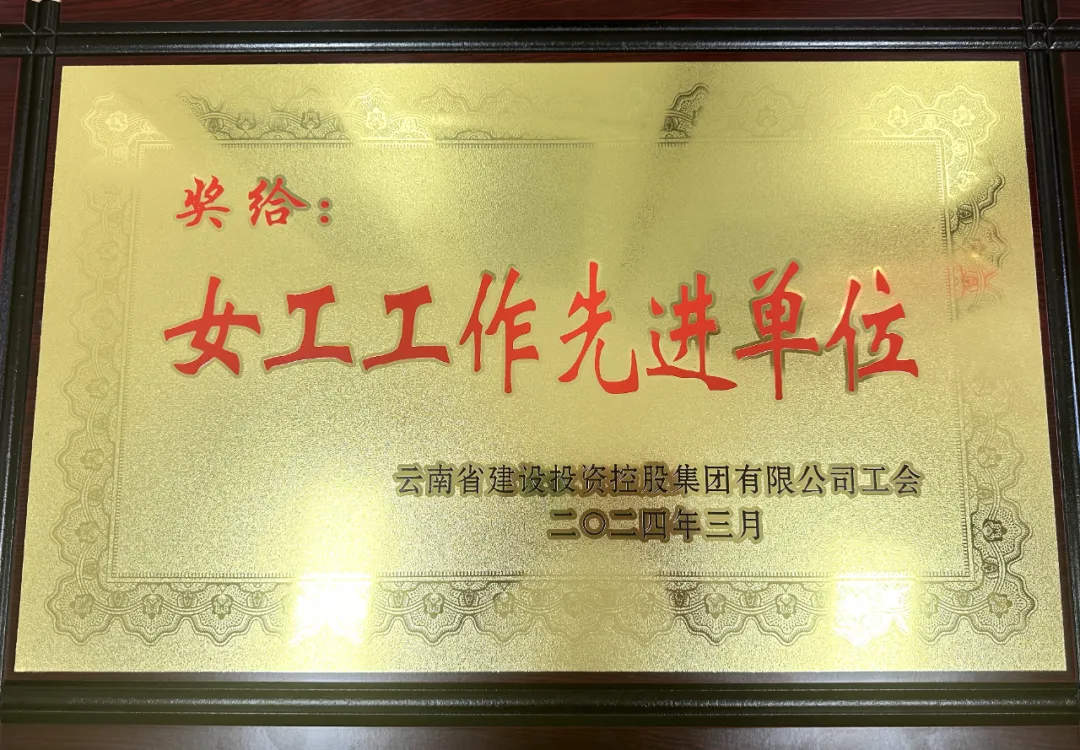 奖给：
女工工作先进单位
云南省建设投资控股集团有限公司工会
二〇二四年三月